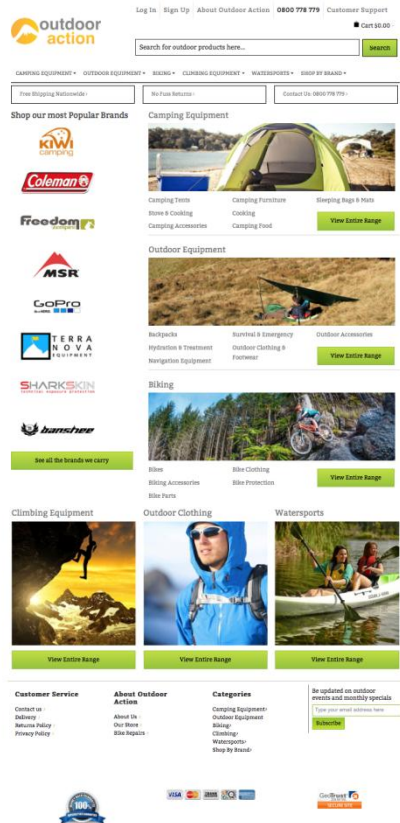 Log In Sign Up About Outdoor Action 0800 778 779 Customer Support
outdoor
action
Cart $0.00
Search for outdoor products here...
Search
CAMPING EQUIPMENT OUTDOOR EQUIPMENT BIKING CLIMBING EQUIPMENT WATERSPORTS SHOP BY BRAND
Free Shipping Nationwide ›
No Fuss Returns ›
Contact Us: 0800 778 779 ›
Shop our most Popular Brands
KIWI
camping
Coleman
Freedom
MSR
GoPro
TERRA
NOVA
EQUIPMENT
SHARKSKIN
banshee
See all the brands we carry
Camping Equipment
Camping Tents Camping Furniture Sleeping Bags & Mats
Stove & Cooking Cooking
Camping Accessories Camping Food
View Entire Range
Outdoor Equipment
Backpacks Survival & Emergency Outdoor Accessories
Hydration & Treatment Outdoor Clothing &
Footwear
Navigation Equipment
View Entire Range
Biking
Bikes Bike Clothing
Biking Accessories Bike Protection
Bike Parts
View Entire Range
Climbing Equipment Outdoor Clothing Watersports
View Entire Range View Entire Range View Entire Range
Customer Service
Contact us ›
Delivery ›
Returns Policy ›
Privacy Policy ›
About Outdoor
Action
About Us ›
Our Store ›
Bike Repairs ›
Categories
Camping Equipment›
Outdoor Equipment
Biking›
Climbing›
Watersports›
Shop By Brand›
Be updated on outdoor
events and monthly specials
Type your email address here
Subscribe
100%
VISA
GeoTrust